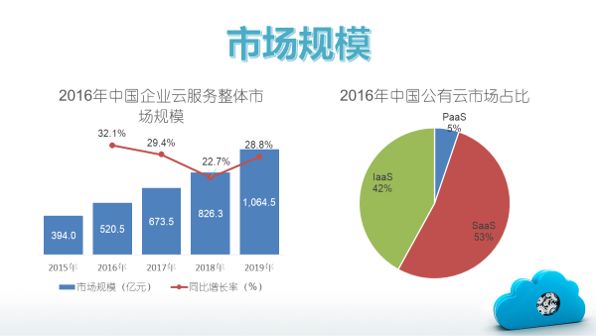 市场规模
2016年中国企业云服务整体市
场规模
32.1%
29.4%
22.7%
28.8%
394.0
520.5
673.5
826.3
1,064.5
2015年
2016年
2017年
2018年
2019年
市场规模（亿元）
同比增长率（%）
2016年中国公有云市场占比
PaaS
5%
IaaS
42%
SaaS
53%